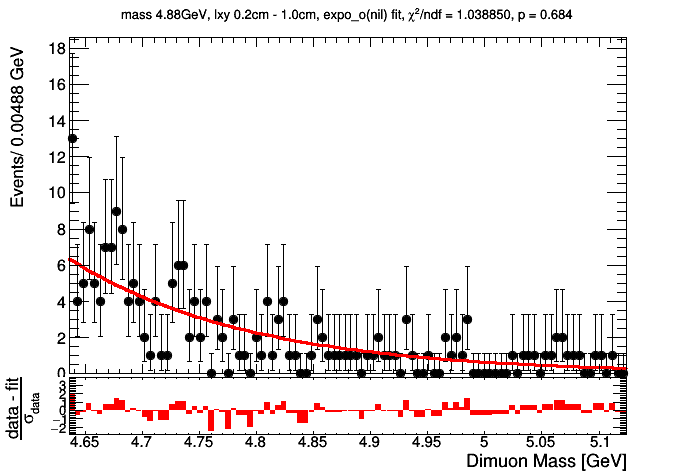 mass 4.88GeV, lxy 0.2cm - 1.0cm, expo_o(nil) fit, χ²/ndf = 1.038850, p = 0.684
Events/ 0.00488 GeV
18
16
14
12
10
8
6
4
2
0
data - fit
σdata
3
2
1
0
−1
−2
4.65 4.7 4.75 4.8 4.85 4.9 4.95 5 5.05 5.1
Dimuon Mass [GeV]